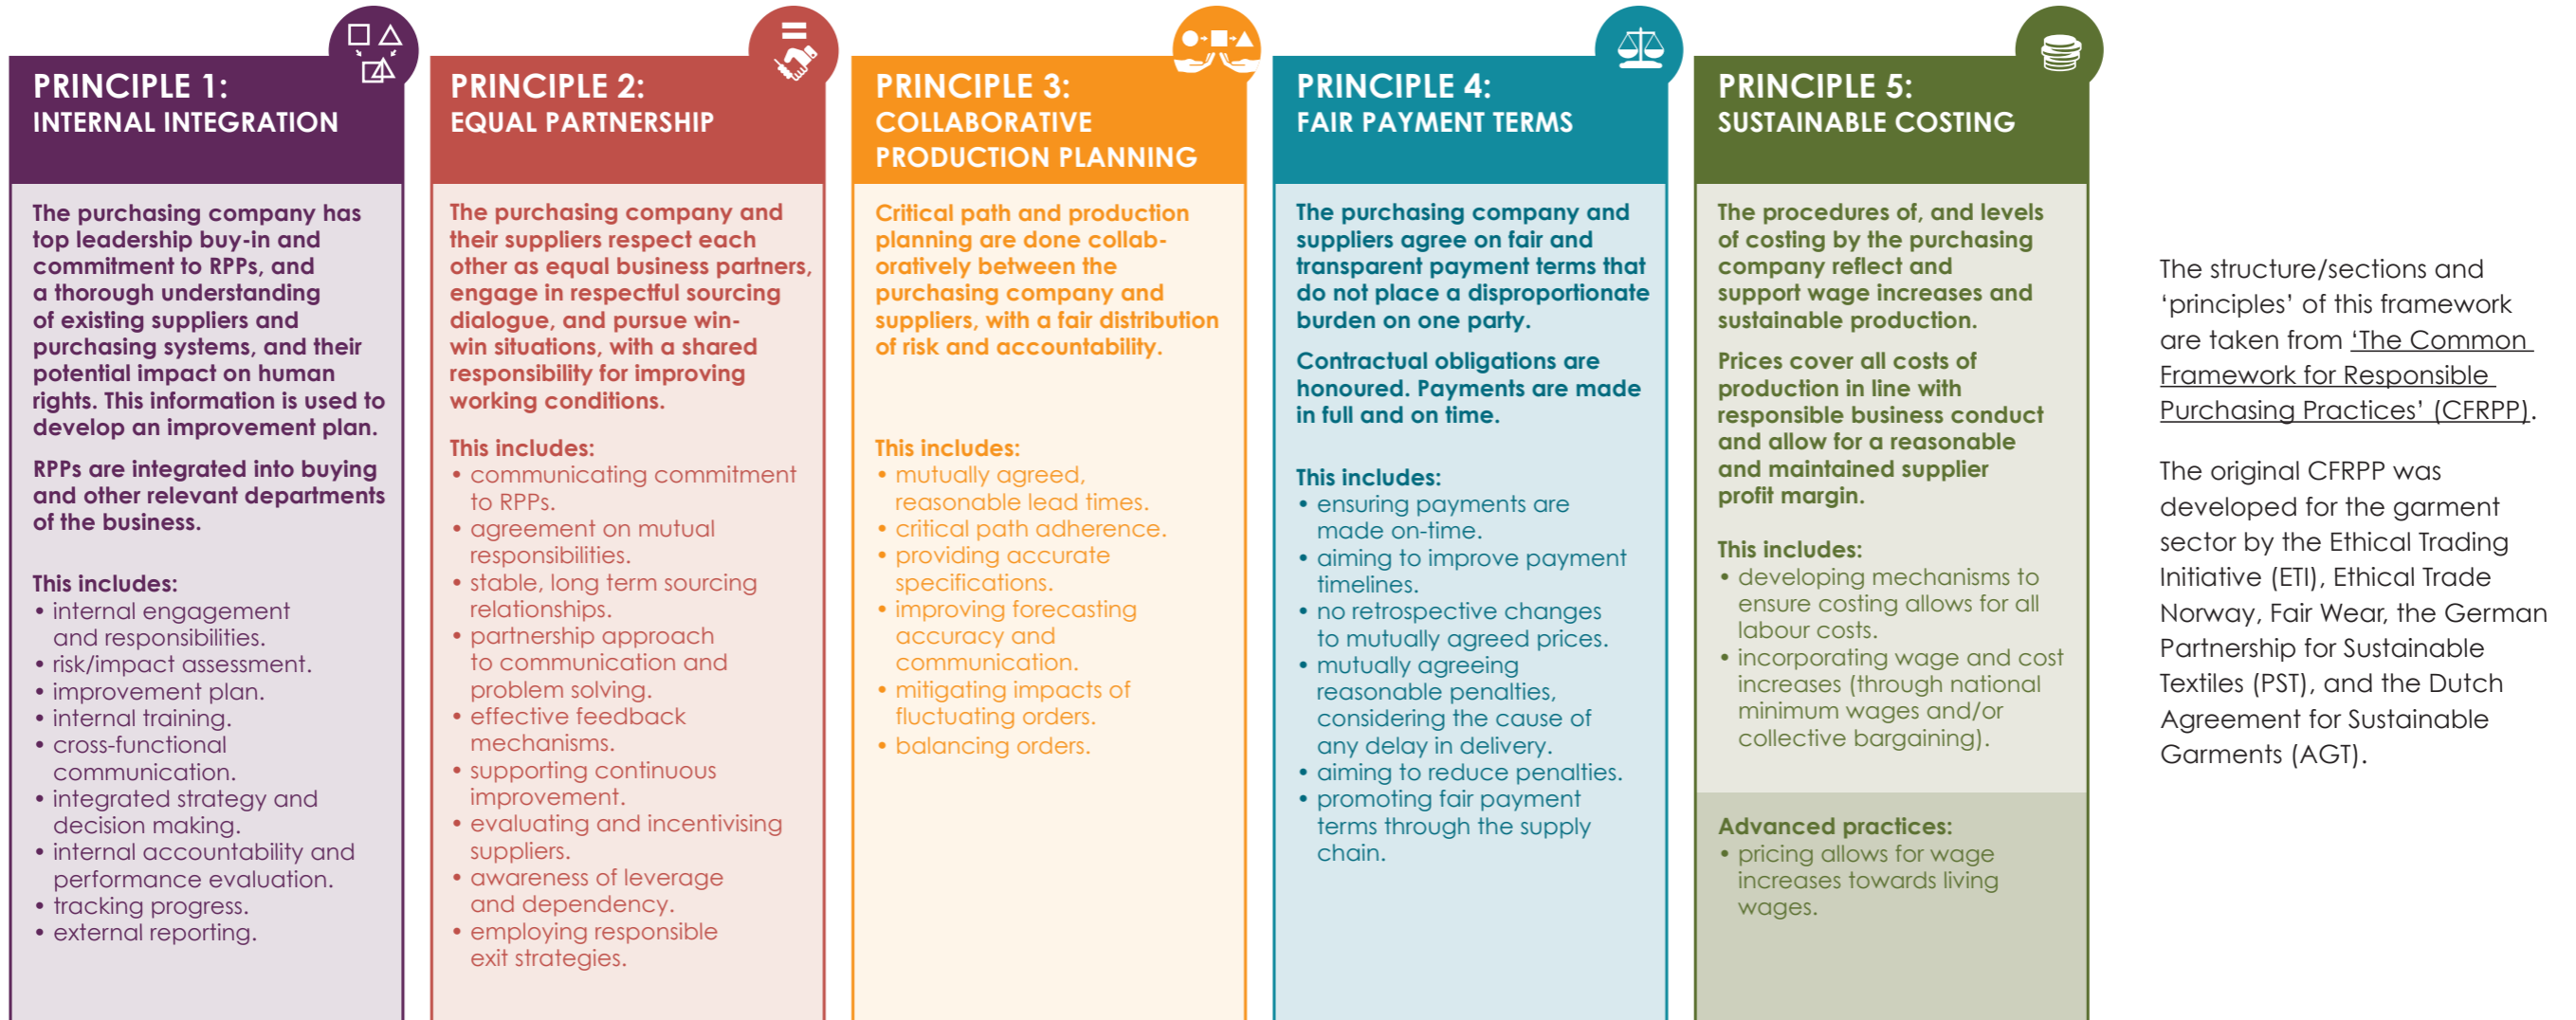 PRINCIPLE 1:
INTERNAL INTEGRATION
The purchasing company has
top leadership buy-in and
commitment to RPPs, and
a thorough understanding
of existing suppliers and
purchasing systems, and their
potential impact on human
rights. This information is used to
develop an improvement plan.
RPPs are integrated into buying
and other relevant departments
of the business.
This includes:
• internal engagement
and responsibilities.
• risk/impact assessment.
• improvement plan.
• internal training.
• cross-functional
communication.
• integrated strategy and
decision making.
• internal accountability and
performance evaluation.
• tracking progress.
• external reporting.
PRINCIPLE 2:
EQUAL PARTNERSHIP
The purchasing company and
their suppliers respect each
other as equal business partners,
engage in respectful sourcing
dialogue, and pursue win-
win situations, with a shared
responsibility for improving
working conditions.
This includes:
• communicating commitment
to RPPs.
• agreement on mutual
responsibilities.
• stable, long term sourcing
relationships.
• partnership approach
to communication and
problem solving.
• effective feedback
mechanisms.
• supporting continuous
improvement.
• evaluating and incentivising
suppliers.
• awareness of leverage
and dependency.
• employing responsible
exit strategies.
PRINCIPLE 3:
COLLABORATIVE
PRODUCTION PLANNING
Critical path and production
planning are done collab-
oratively between the
purchasing company and
suppliers, with a fair distribution
of risk and accountability.
This includes:
• mutually agreed,
reasonable lead times.
• critical path adherence.
• providing accurate
specifications.
• improving forecasting
accuracy and
communication.
• mitigating impacts of
fluctuating orders.
• balancing orders.
PRINCIPLE 4:
FAIR PAYMENT TERMS
The purchasing company and
suppliers agree on fair and
transparent payment terms that
do not place a disproportionate
burden on one party.
Contractual obligations are
honoured. Payments are made
in full and on time.
This includes:
• ensuring payments are
made on-time.
• aiming to improve payment
timelines.
• no retrospective changes
to mutually agreed prices.
• mutually agreeing
reasonable penalties,
considering the cause of
any delay in delivery.
• aiming to reduce penalties.
• promoting fair payment
terms through the supply
chain.
PRINCIPLE 5:
SUSTAINABLE COSTING
The procedures of, and levels
of costing by the purchasing
company reflect and
support wage increases and
sustainable production.
Prices cover all costs of
production in line with
responsible business conduct
and allow for a reasonable
and maintained supplier
profit margin.
This includes:
• developing mechanisms to
ensure costing allows for all
labour costs.
• incorporating wage and cost
increases (through national
minimum wages and/or
collective bargaining).
Advanced practices:
• pricing allows for wage
increases towards living
wages.
The structure/sections and
‘principles’ of this framework
are taken from ‘The Common
Framework for Responsible
Purchasing Practices’ (CFRPP).
The original CFRPP was
developed for the garment
sector by the Ethical Trading
Initiative (ETI), Ethical Trade
Norway, Fair Wear, the German
Partnership for Sustainable
Textiles (PST), and the Dutch
Agreement for Sustainable
Garments (AGT).